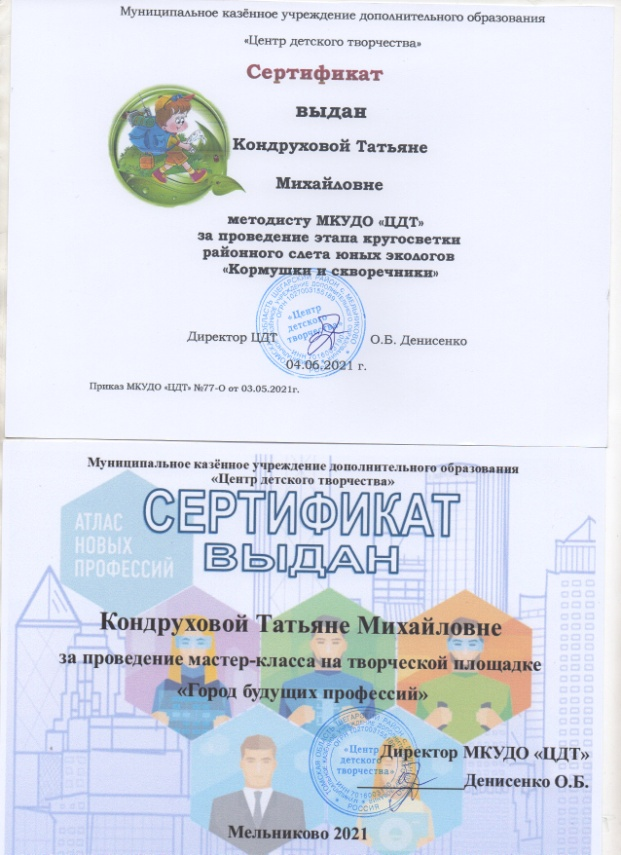 Муниципальное казённое учреждение дополнительного образования
«Центр детского творчества»
Сертификат
выдан
Кондруховой Татьяне
Михайловне
методисту МКУДО «ЦДТ»
за проведение этапа кругосветки
районного слета юных экологов
«Кормушки и скворечники»
«Центр
детского
творчества»
Директор ЦДТ О.Б. Денисенко
04.06.2021 г.
Приказ МКУДО «ЦДТ» №77-О от 03.05.2021г.
Муниципальное казённое учреждение дополнительного образования
«Центр детского творчества»
СЕРТИФИКАТ
ВЫДАН
АТЛАС
НОВЫХ
ПРОФЕССИЙ
Кондруховой Татьяне Михайловне
за проведение мастер-класса на творческой площадке
«Город будущих профессий»
«Центр
детского
творчества»
Директор МКУДО «ЦДТ»
Денисенко О.Б.
РОССИЯ
Мельниково 2021